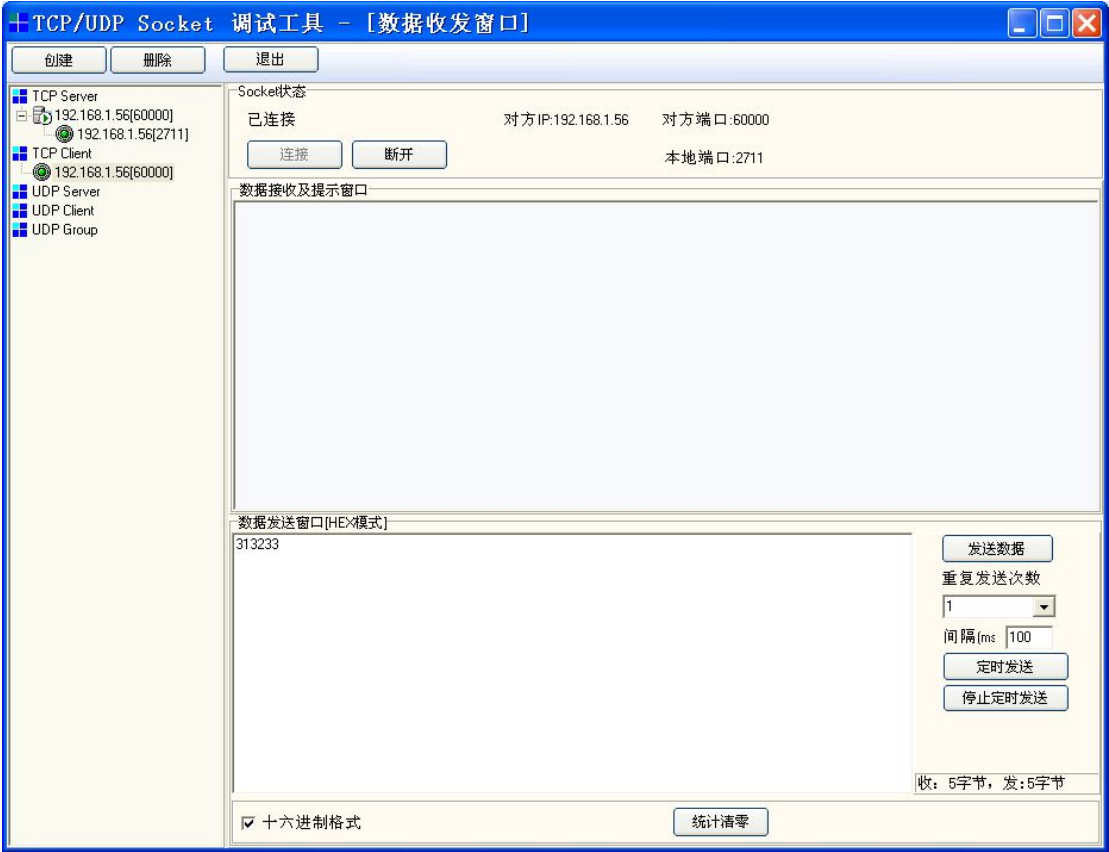 TCP/UDP Socket 调试工具 - [数据收发窗口]
创建 删除 退出
TCP Server
192.168.1.56[60000]
192.168.1.56[2711]
TCP Client
192.168.1.56[60000]
UDP Server
UDP Client
UDP Group
Socket状态
已连接 对方IP:192.168.1.56 对方端口:60000
连接 断开 本地端口:2711
数据接收及提示窗口
数据发送窗口[HEX模式]
313233
发送数据
重复发送次数
1
间隔(ms 100
定时发送
停止定时发送
收: 5字节, 发:5字节
十六进制格式 统计清零